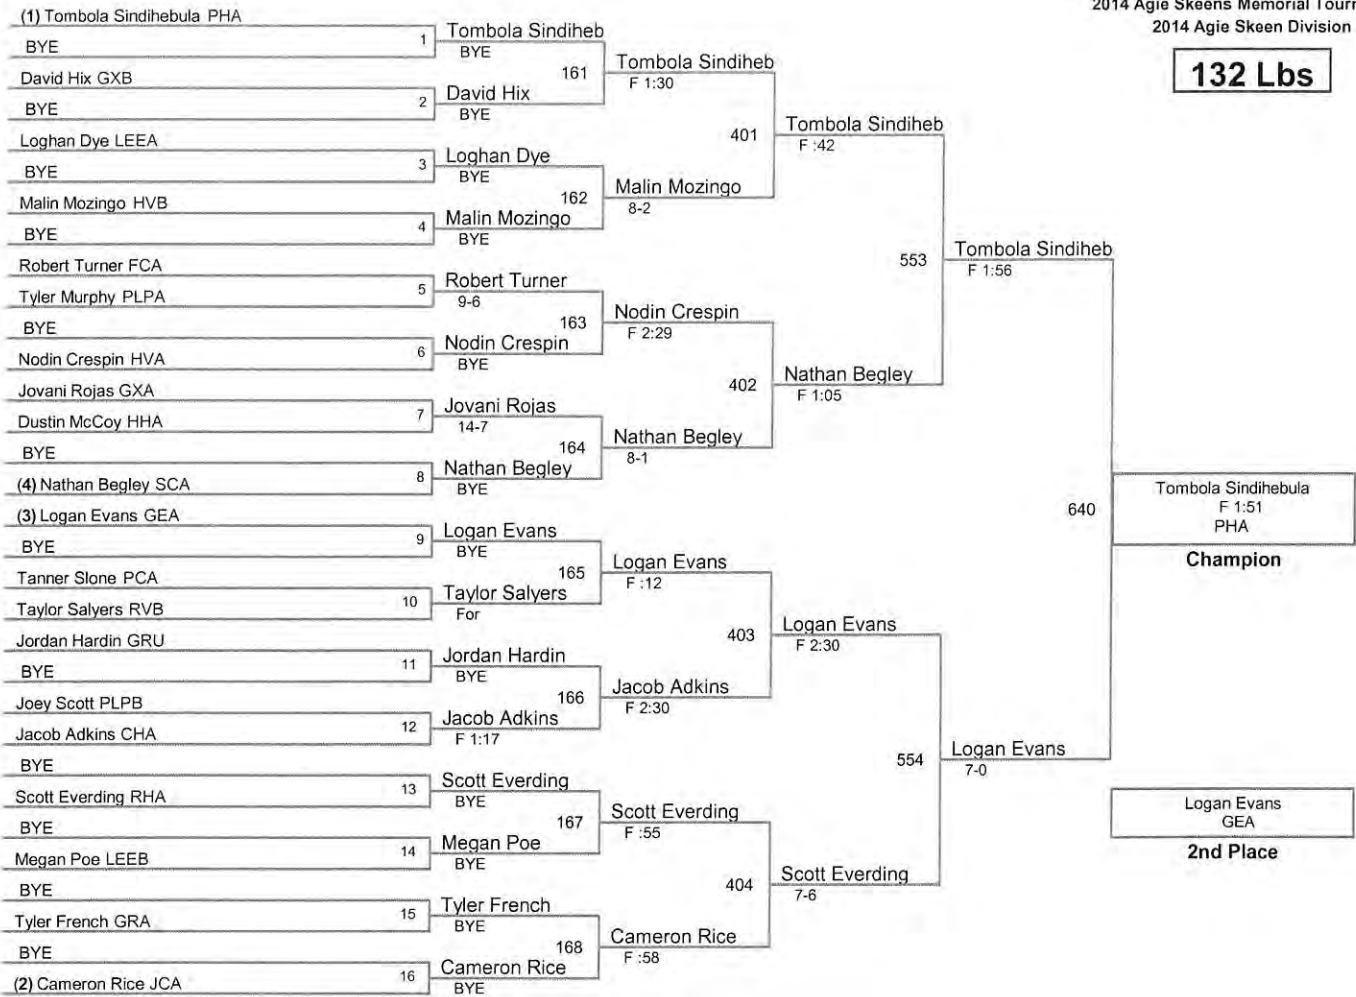 2014 Agie Skeens Memorial Tourn
2014 Agie Skeen Division
132 Lbs
(1) Tombola Sindihebula PHA
BYE
David Hix GXB
BYE
Loghan Dye LEEA
BYE
Malin Mozingo HVB
BYE
Robert Turner FCA
Tyler Murphy PLPA
BYE
Nodin Crespin HVA
Jovani Rojas GXA
Dustin McCoy HHA
BYE
(4) Nathan Begley SCA
(3) Logan Evans GEA
BYE
Tanner Slone PCA
Taylor Salyers RVB
Jordan Hardin GRU
BYE
Joey Scott PLPB
Jacob Adkins CHA
BYE
Scott Everding RHA
BYE
Megan Poe LEEB
BYE
Tyler French GRA
BYE
(2) Cameron Rice JCA
1
Tombola Sindiheb
BYE
2
David Hix
BYE
3
Loghan Dye
BYE
4
Malin Mozingo
BYE
5
Robert Turner
9-6
6
Nodin Crespin
BYE
7
Jovani Rojas
14-7
8
Nathan Begley
BYE
9
Logan Evans
BYE
10
Taylor Salyers
For
11
Jordan Hardin
BYE
12
Jacob Adkins
F 1:17
13
Scott Everding
BYE
14
Megan Poe
BYE
15
Tyler French
BYE
16
Cameron Rice
BYE
161
Tombola Sindiheb
F 1:30
162
Malin Mozingo
8-2
163
Nodin Crespin
F 2:29
164
Nathan Begley
8-1
165
Logan Evans
F :12
166
Jacob Adkins
F 2:30
167
Scott Everding
F :55
168
Cameron Rice
F :58
401
Tombola Sindiheb
F :42
402
Nathan Begley
F 1:05
403
Logan Evans
F 2:30
404
Scott Everding
7-6
553
Tombola Sindiheb
F 1:56
554
Logan Evans
7-0
640
Tombola Sindihebula
F 1:51
PHA
Champion
Logan Evans
GEA
2nd Place